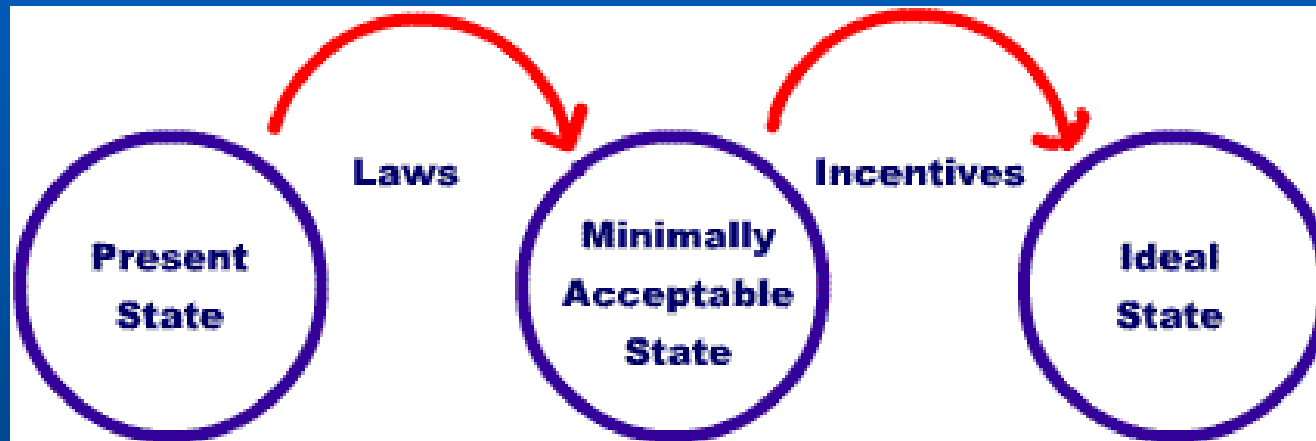 Present
State
Laws
Minimally
Acceptable
State
Incentives
Ideal
State